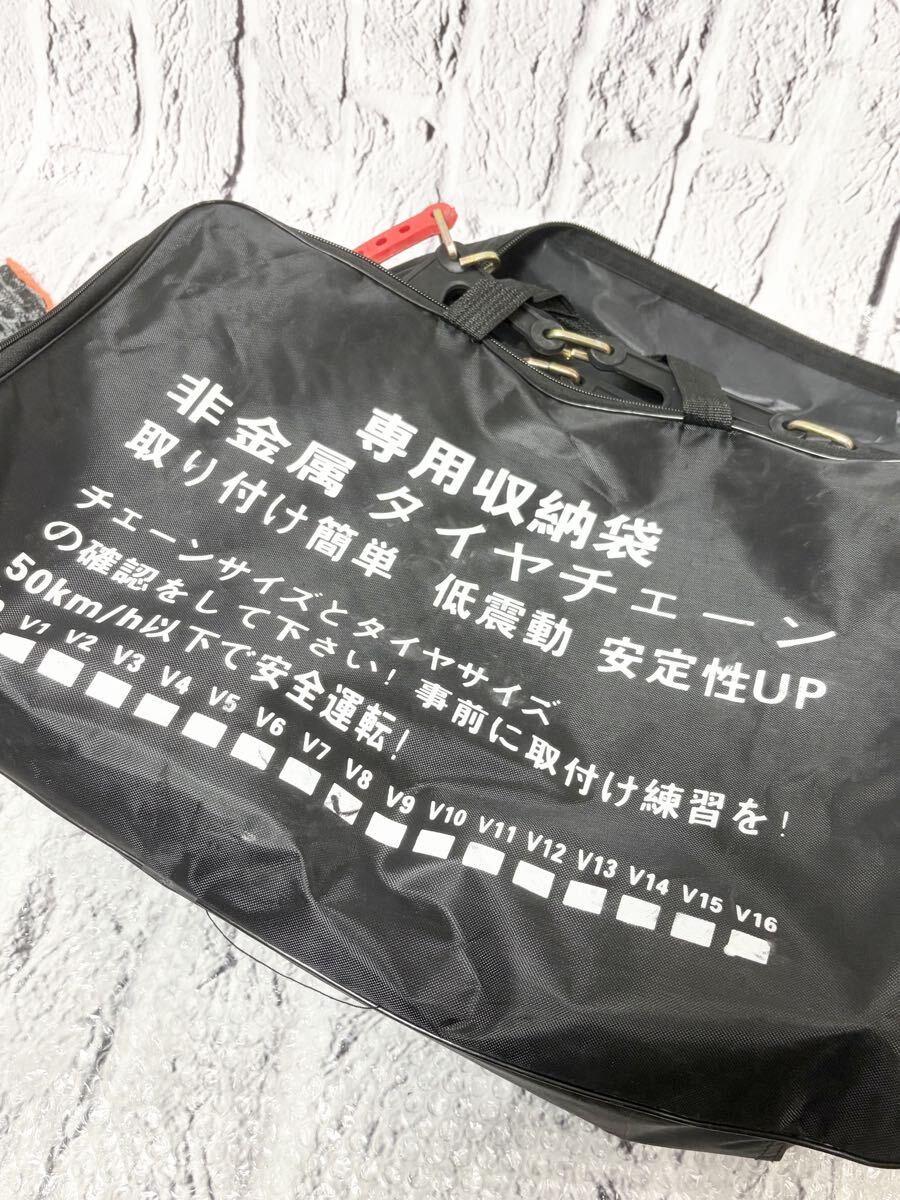 専用収納袋
非金属 タイヤチェーン
取り付け簡単 低震動 安定性UP
チェーンサイズとタイヤサイズ
の確認をして下さい! 事前に取付け練習を!
50km/h以下で安全運転!
V1 V2 V3 V4 V5 V6 V7 V8 V9 V10 V11 V12 V13 V14 V15 V16